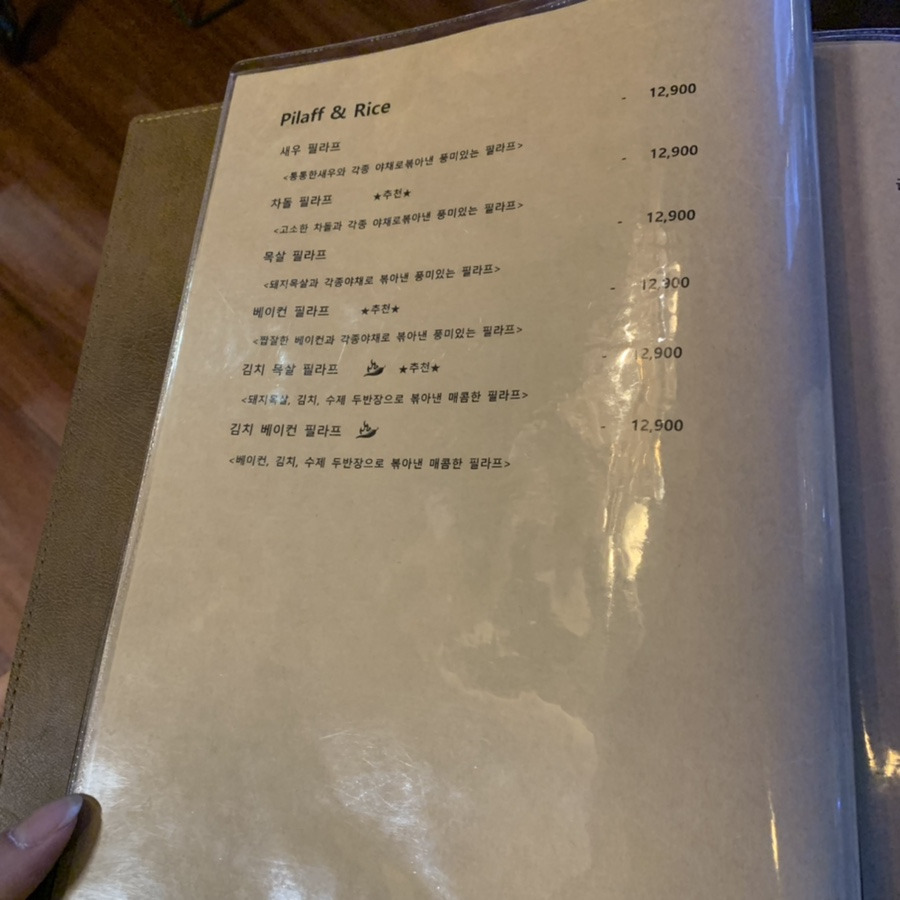 Pilaff & Rice
새우 필라프 - 12,900
<통통한새우와 각종 야채로볶아낸 풍미있는 필라프>
차돌 필라프 ★추천★ - 12,900
<고소한 차돌과 각종 야채로볶아낸 풍미있는 필라프>
목살 필라프 - 12,900
<돼지목살과 각종야채로 볶아낸 풍미있는 필라프>
베이컨 필라프 ★추천★ - 12,900
<짭잘한 베이컨과 각종야채로 볶아낸 풍미있는 필라프>
김치 목살 필라프 ★추천★ - 12,900
<돼지목살, 김치, 수제 두반장으로 볶아낸 매콤한 필라프>
김치 베이컨 필라프 - 12,900
<베이컨, 김치, 수제 두반장으로 볶아낸 매콤한 필라프>